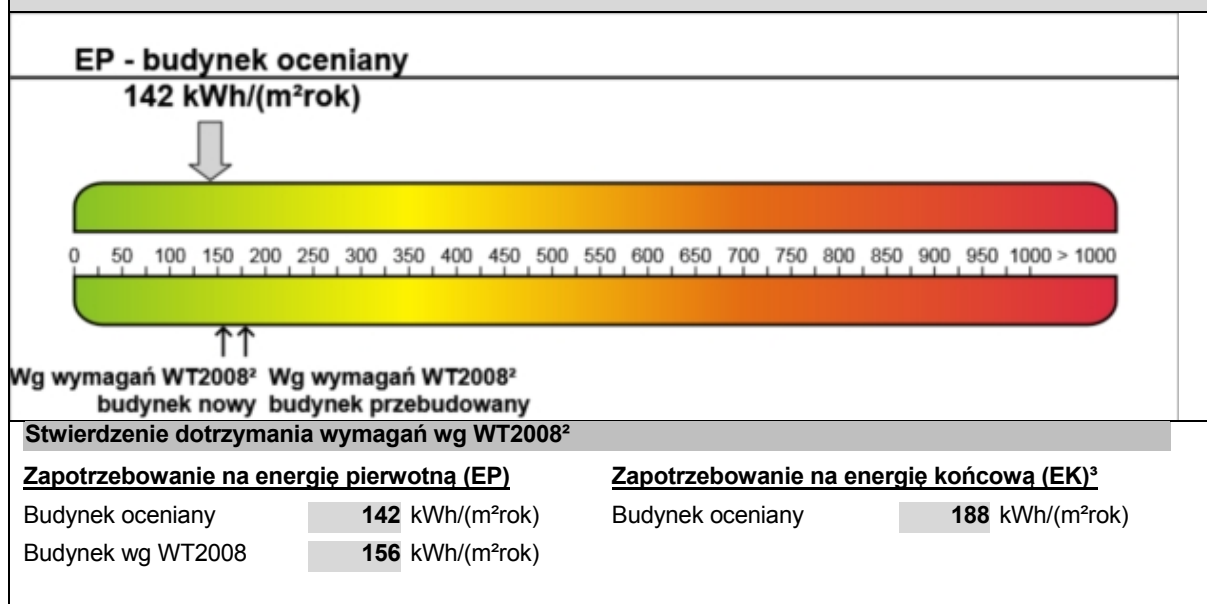 EP - budynek oceniany
142 kWh/(m²rok)
0 50 100 150 200 250 300 350 400 450 500 550 600 650 700 750 800 850 900 950 1000 > 1000
Wg wymagań WT2008² Wg wymagań WT2008²
budynek nowy budynek przebudowany
Stwierdzenie dotrzymania wymagań wg WT2008²
Zapotrzebowanie na energię pierwotną (EP) Zapotrzebowanie na energię końcową (EK)³
Budynek oceniany 142 kWh/(m²rok) Budynek oceniany 188 kWh/(m²rok)
Budynek wg WT2008 156 kWh/(m²rok)